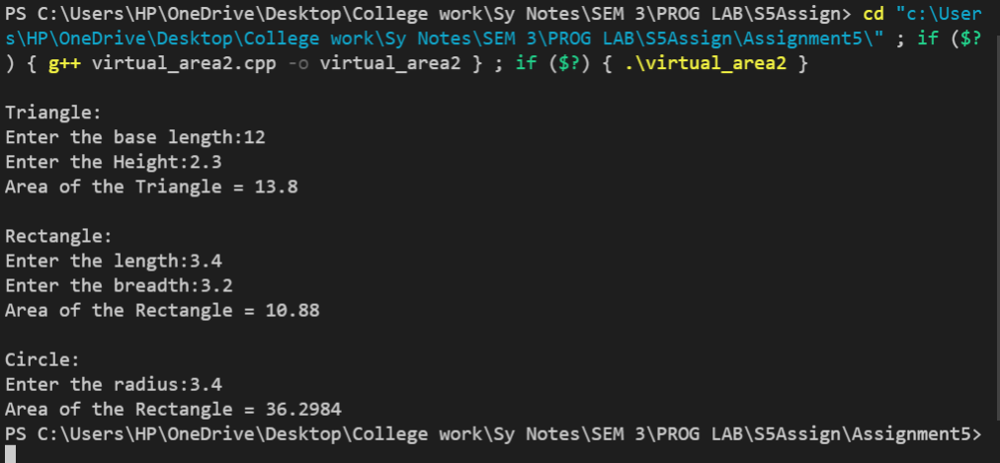 PS C:\Users\HP\OneDrive\Desktop\College work\Sy Notes\SEM 3\PROG LAB\S5Assign> cd "c:\User
s\HP\OneDrive\Desktop\College work\Sy Notes\SEM 3\PROG LAB\S5Assign\Assignment5\" ; if ($?
) { g++ virtual_area2.cpp -o virtual_area2 } ; if ($?) { .\virtual_area2 }
Triangle:
Enter the base length:12
Enter the Height:2.3
Area of the Triangle = 13.8
Rectangle:
Enter the length:3.4
Enter the breadth:3.2
Area of the Rectangle = 10.88
Circle:
Enter the radius:3.4
Area of the Rectangle = 36.2984
PS C:\Users\HP\OneDrive\Desktop\College work\Sy Notes\SEM 3\PROG LAB\S5Assign\Assignment5>